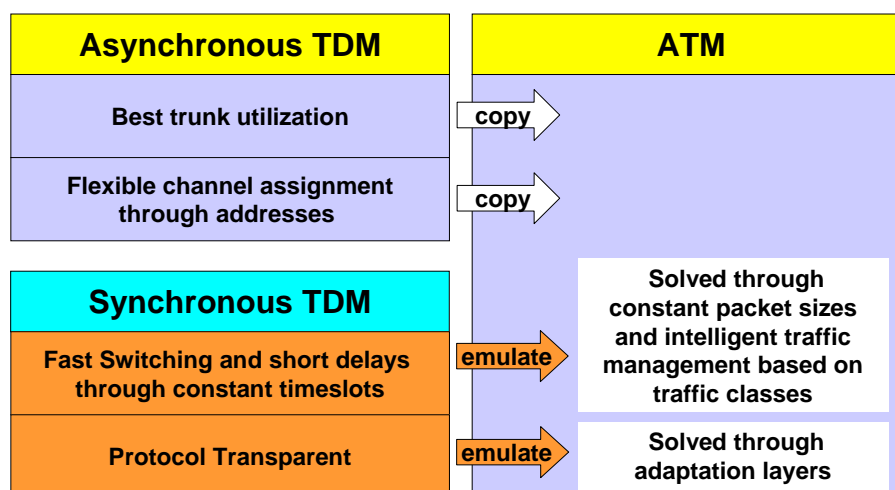 Asynchronous TDM
ATM
Best trunk utilization
copy
Flexible channel assignment
through addresses
copy
Synchronous TDM
Fast Switching and short delays
through constant timeslots
emulate
Solved through
constant packet sizes
and intelligent traffic
management based on
traffic classes
Protocol Transparent
emulate
Solved through
adaptation layers